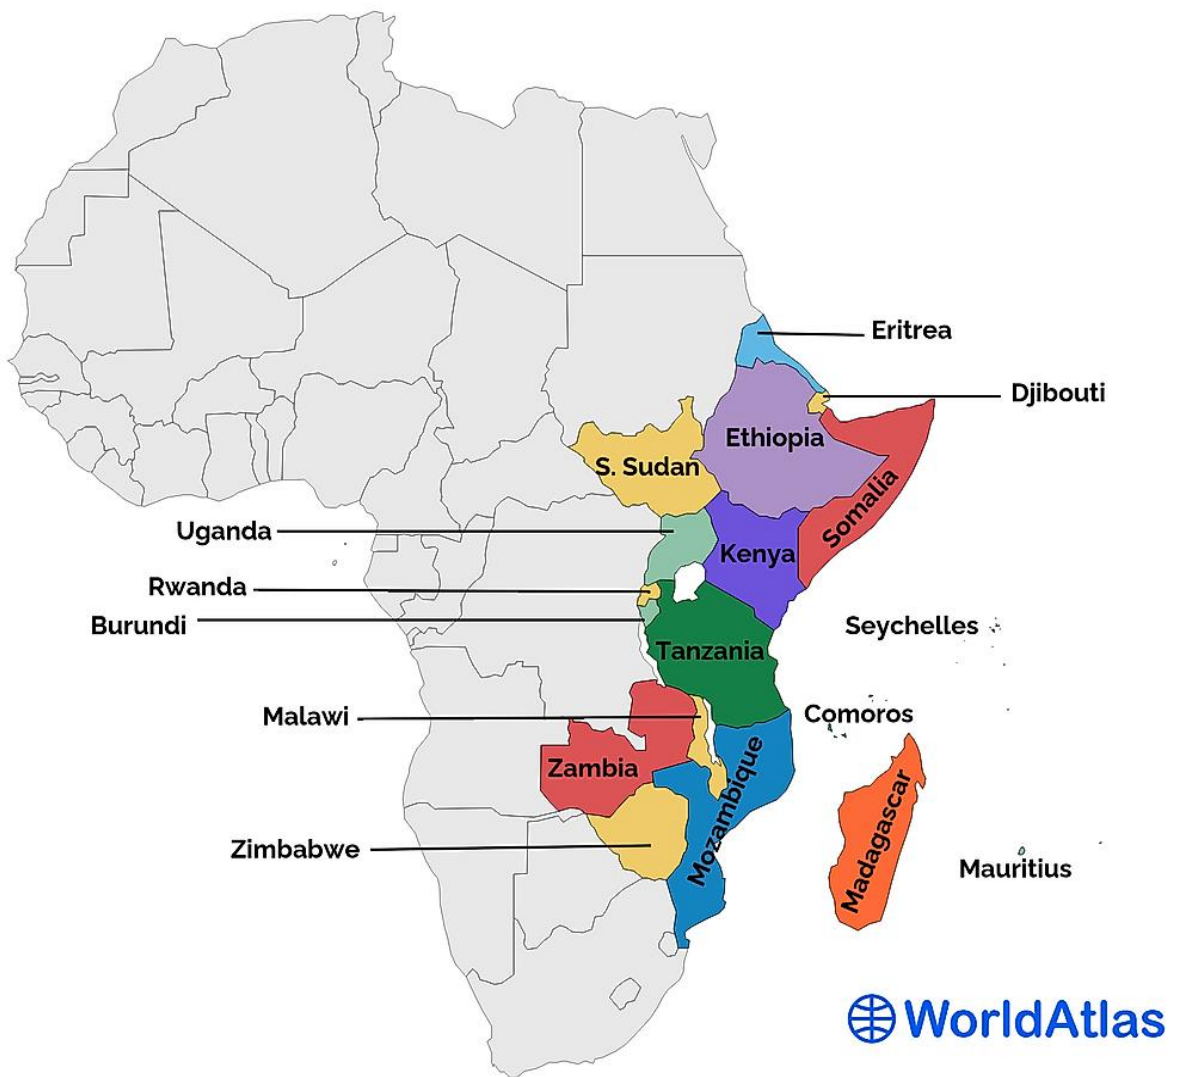 Eritrea
Djibouti
Ethiopia
S. Sudan
Somalia
Uganda
Kenya
Rwanda
Burundi
Seychelles
Tanzania
Malawi
Comoros
Zambia
Mozambique
Madagascar
Zimbabwe
Mauritius
WorldAtlas